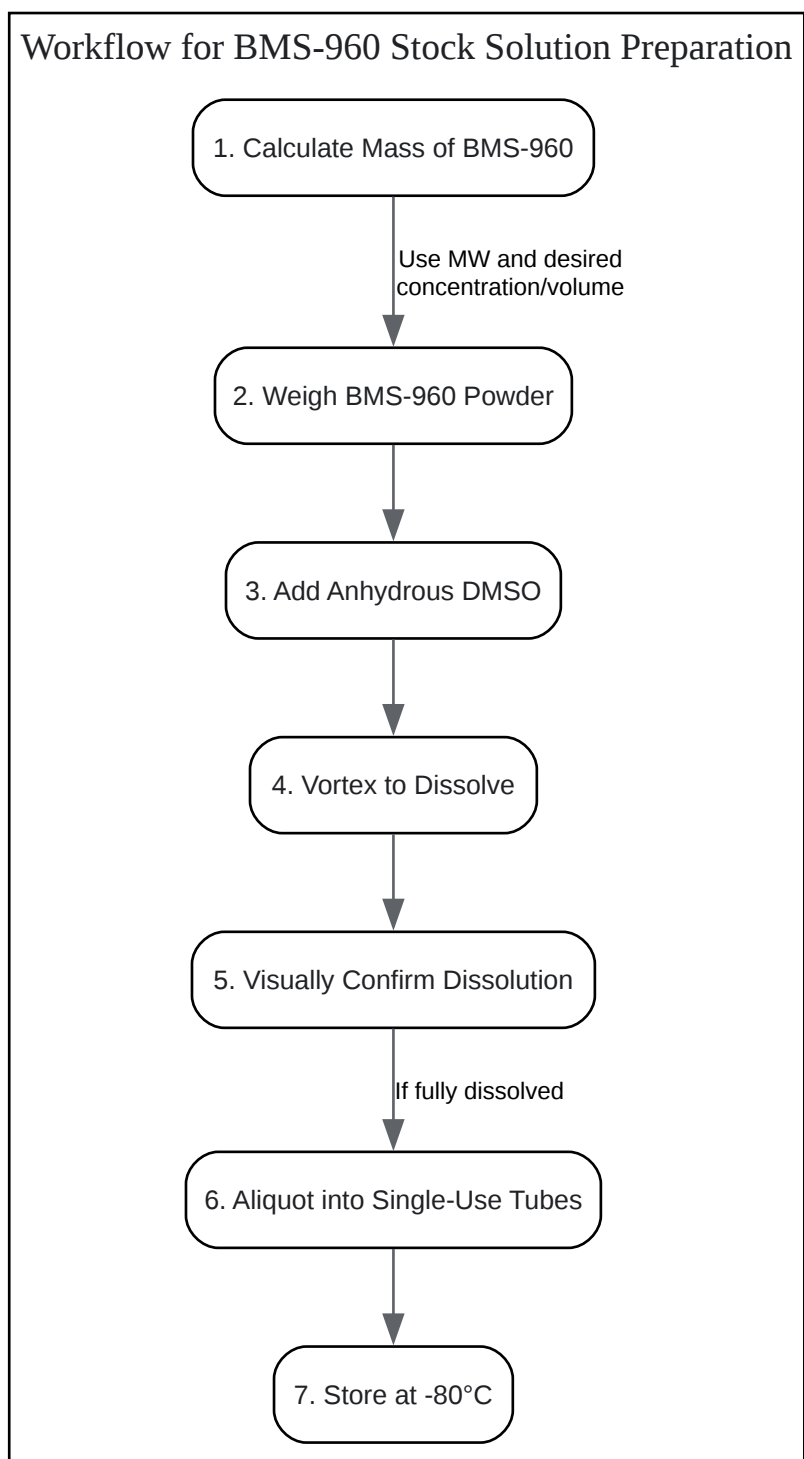 Workflow for BMS-960 Stock Solution Preparation
1. Calculate Mass of BMS-960
Use MW and desired
concentration/volume
2. Weigh BMS-960 Powder
3. Add Anhydrous DMSO
4. Vortex to Dissolve
5. Visually Confirm Dissolution
If fully dissolved
6. Aliquot into Single-Use Tubes
7. Store at -80°C